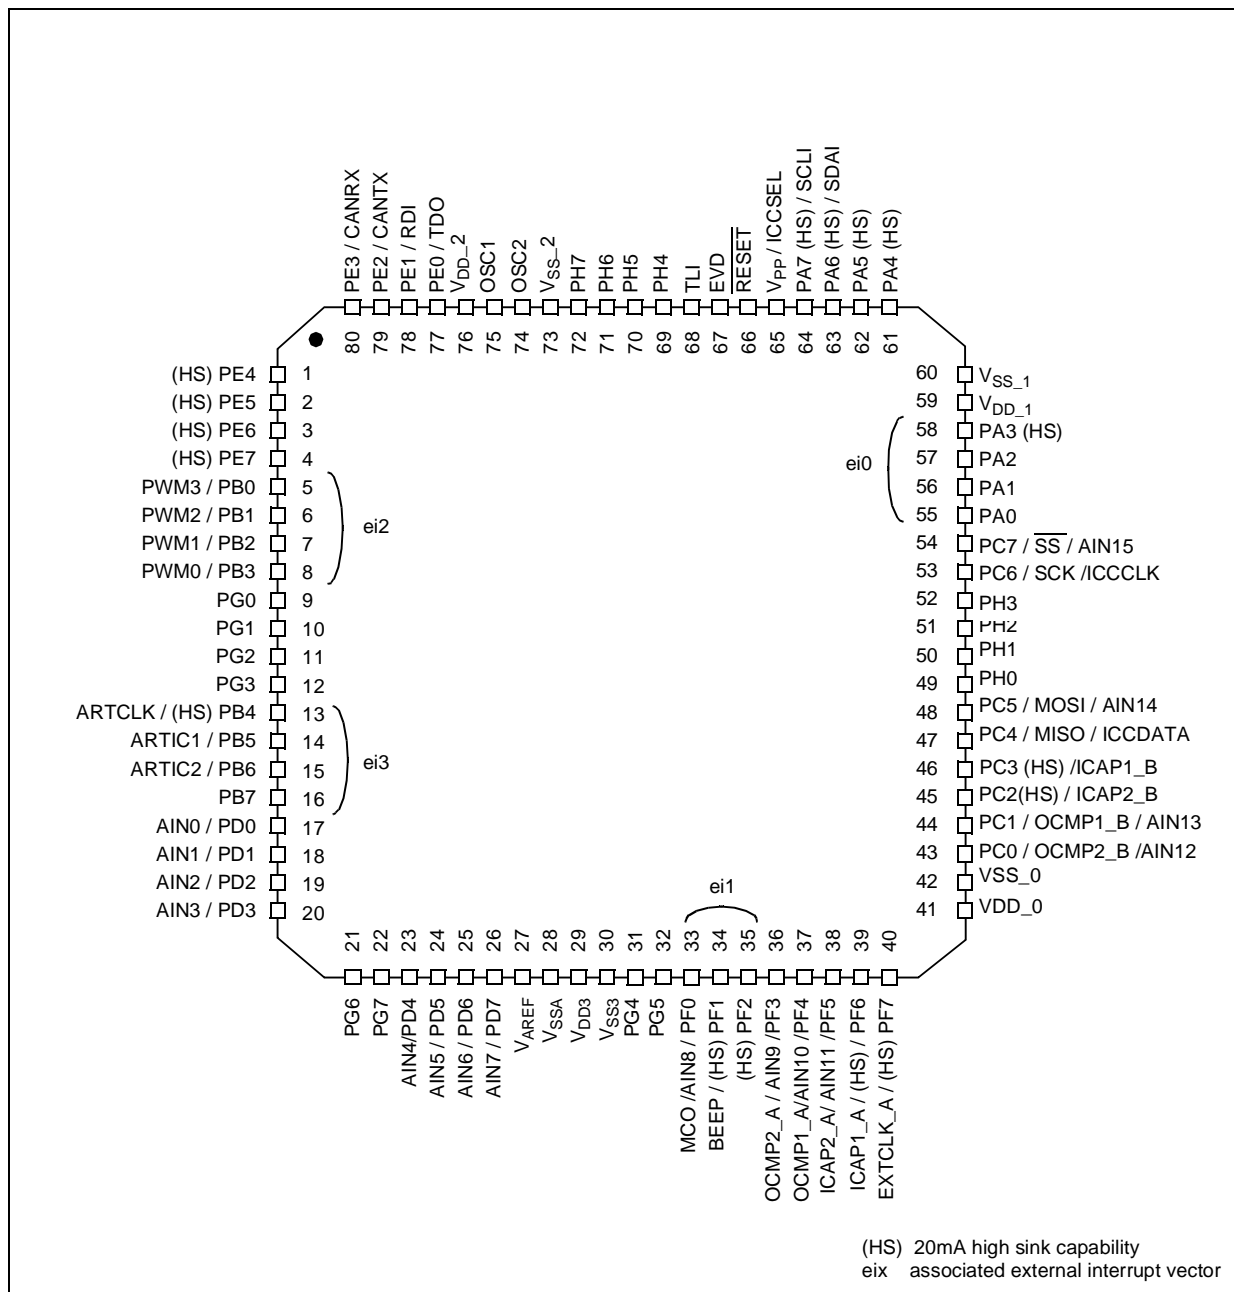 PE3 / CANRX
PE2 / CANTX
PE1 / RDI
PE0 / TDO
VDD_2
OSC1
OSC2
VSS_2
PH7
PH6
PH5
PH4
TLI
EVD
RESET
VPP / ICCSEL
PA7 (HS) / SCLI
PA6 (HS) / SDAI
PA5 (HS)
PA4 (HS)
80 79 78 77 76 75 74 73 72 71 70 69 68 67 66 65 64 63 62 61
(HS) PE4 1
(HS) PE5 2
(HS) PE6 3
(HS) PE7 4
PWM3 / PB0 5
PWM2 / PB1 6
PWM1 / PB2 7
PWM0 / PB3 8
ei2
PG0 9
PG1 10
PG2 11
PG3 12
ARTCLK / (HS) PB4 13
ARTIC1 / PB5 14
ARTIC2 / PB6 15
PB7 16
ei3
AIN0 / PD0 17
AIN1 / PD1 18
AIN2 / PD2 19
AIN3 / PD3 20
60 VSS_1
59 VDD_1
58 PA3 (HS)
57 PA2
56 PA1
55 PA0
ei0
54 PC7 / SS / AIN15
53 PC6 / SCK /ICCCLK
52 PH3
51 PH2
50 PH1
49 PH0
48 PC5 / MOSI / AIN14
47 PC4 / MISO / ICCDATA
46 PC3 (HS) /ICAP1_B
45 PC2(HS) / ICAP2_B
44 PC1 / OCMP1_B / AIN13
43 PC0 / OCMP2_B /AIN12
42 VSS_0
41 VDD_0
ei1
21 22 23 24 25 26 27 28 29 30 31 32 33 34 35 36 37 38 39 40
PG6
PG7
AIN4/PD4
AIN5 / PD5
AIN6 / PD6
AIN7 / PD7
VAREF
VSSA
VDD3
VSS3
PG4
PG5
MCO /AIN8 / PF0
BEEP / (HS) PF1
(HS) PF2
OCMP2_A / AIN9 /PF3
OCMP1_A/AIN10 /PF4
ICAP2_A/ AIN11 /PF5
ICAP1_A / (HS) / PF6
EXTCLK_A / (HS) PF7
(HS) 20mA high sink capability
eix associated external interrupt vector